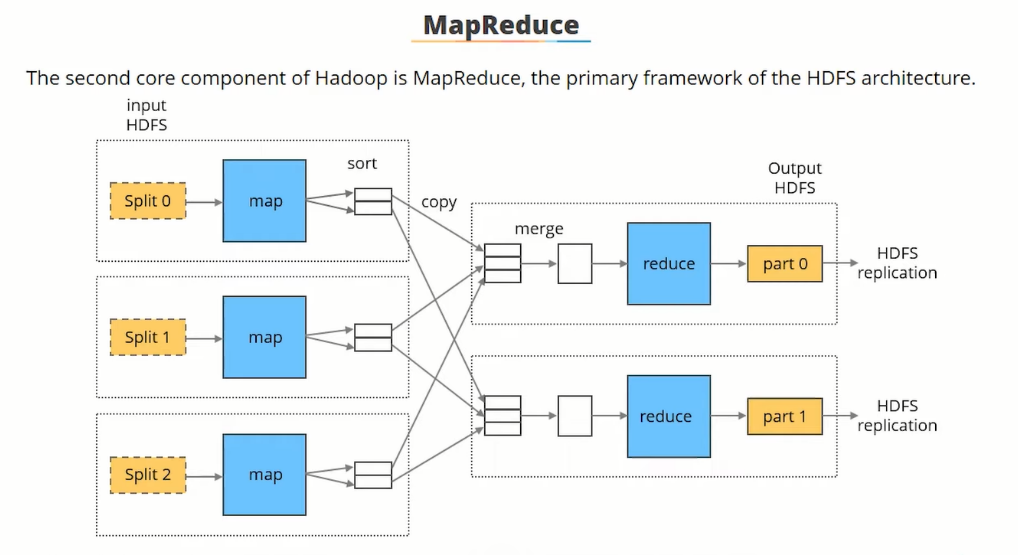 MapReduce
The second core component of Hadoop is MapReduce, the primary framework of the HDFS architecture.
input
HDFS
sort
Split 0
map
copy
Split 1
map
Split 2
map
Output
HDFS
merge
reduce
part 0
HDFS
replication
reduce
part 1
HDFS
replication